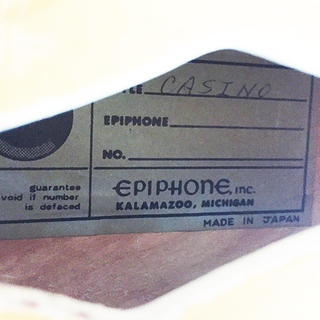 CASINO
EPIPHONE
NO.
guarantee
void if number
is defaced
EPIPHONE, INC.
KALAMAZOO, MICHIGAN
MADE IN JAPAN